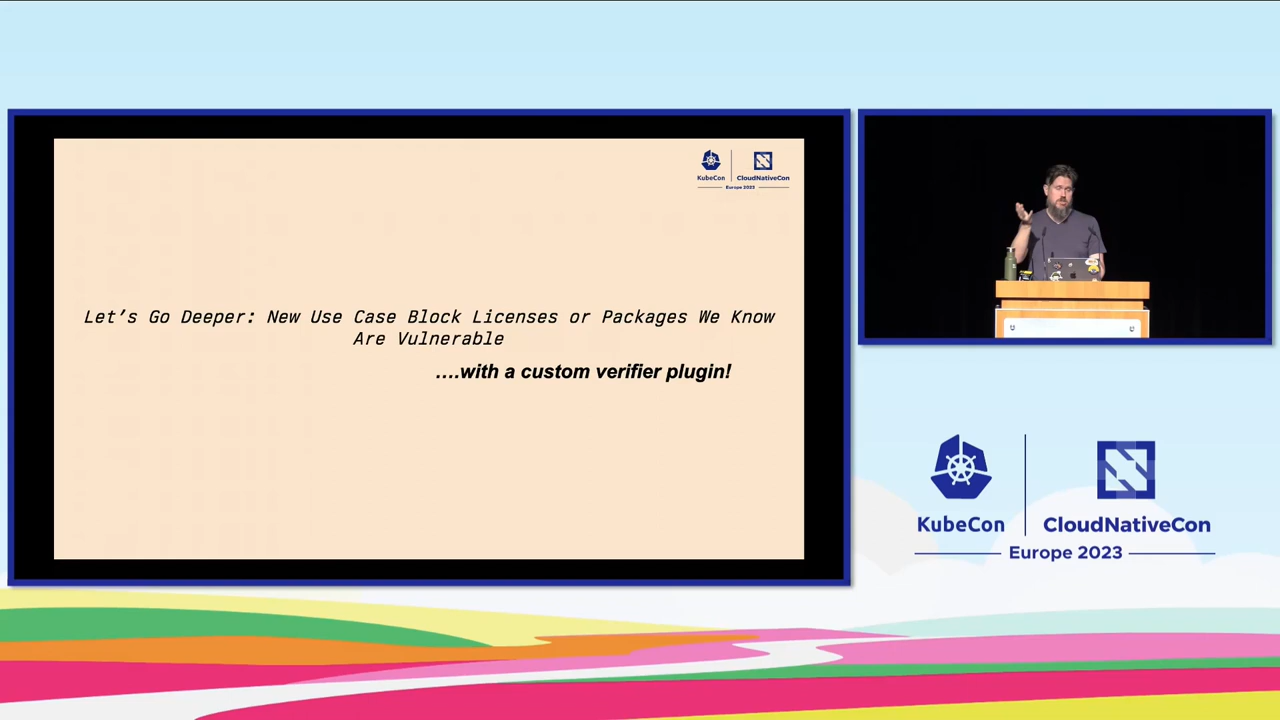 KubeCon
CloudNativeCon
Europe 2023
Let's Go Deeper: New Use Case Block Licenses or Packages We Know
Are Vulnerable
....with a custom verifier plugin!
KubeCon
CloudNativeCon
Europe 2023